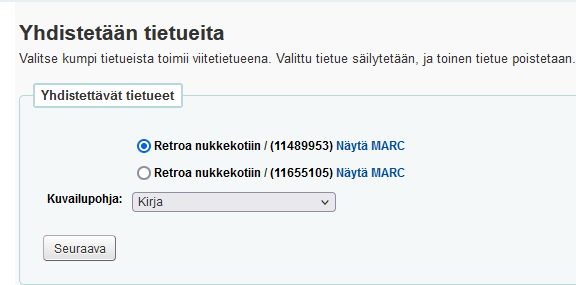 Yhdistetään tietueita
Valitse kumpi tietueista toimii viitetietueena. Valittu tietue säilytetään, ja toinen tietue poistetaan.
Yhdistettävät tietueet
Retroa nukkekotiin / (11489953) Näytä MARC
Retroa nukkekotiin / (11655105) Näytä MARC
Kuvailupohja: Kirja
Seuraava